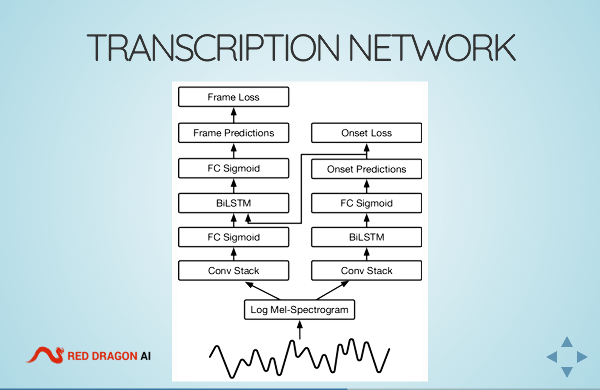 TRANSCRIPTION NETWORK
Frame Loss
Frame Predictions
FC Sigmoid
BiLSTM
FC Sigmoid
Conv Stack
Onset Loss
Onset Predictions
FC Sigmoid
BiLSTM
Conv Stack
Log Mel-Spectrogram
RED DRAGON AI